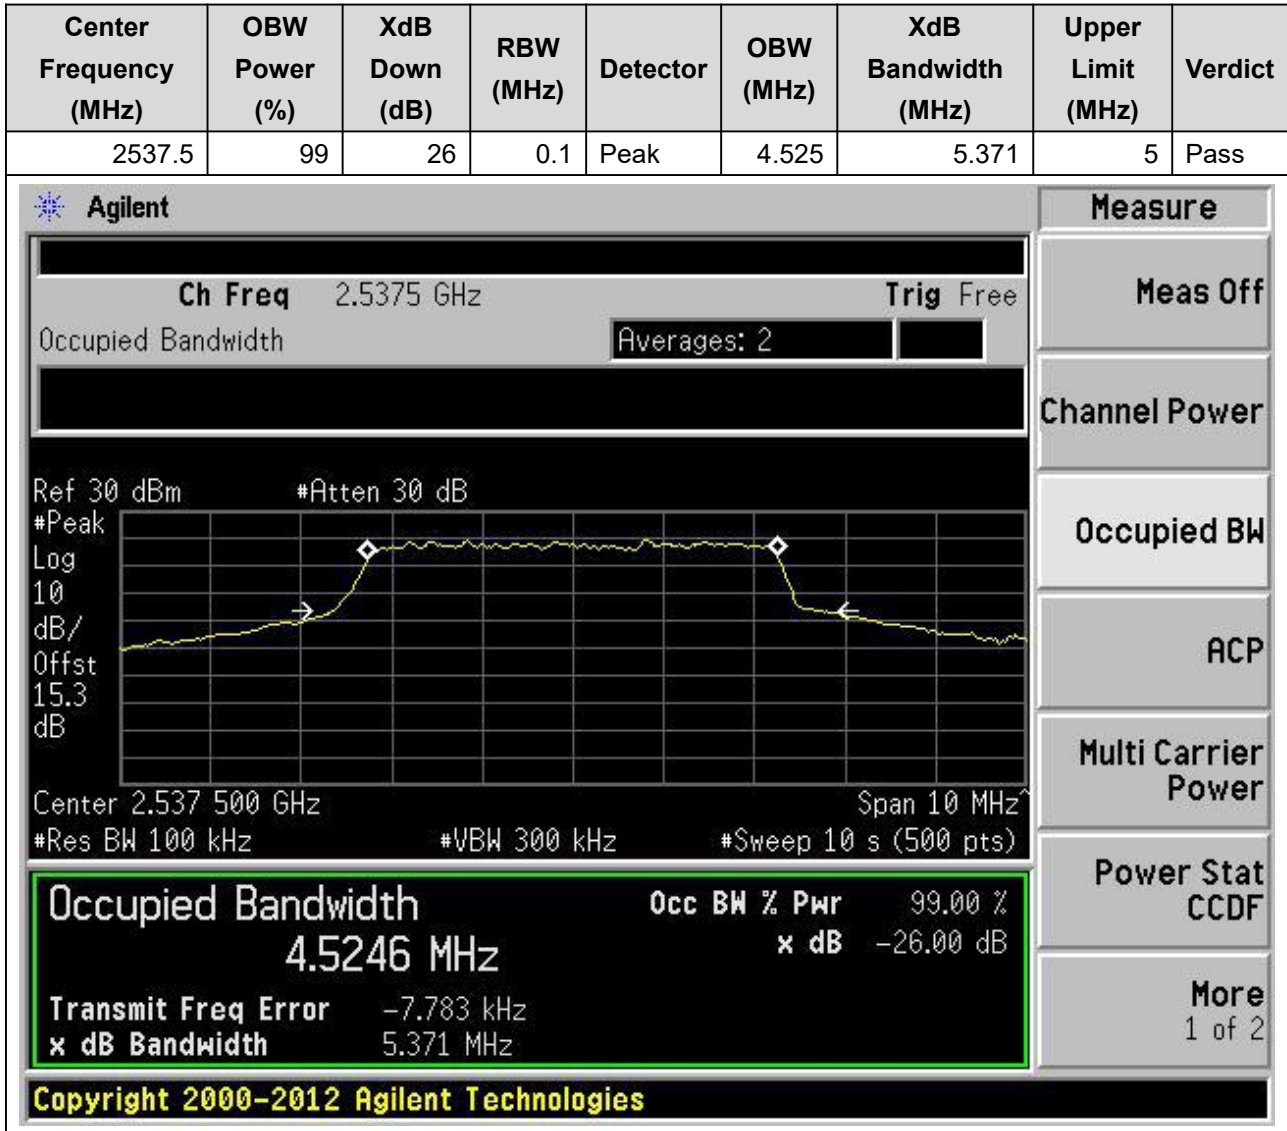 Center Frequency (MHz) OBW Power (%) XdB Down (dB) RBW (MHz) Detector OBW (MHz) XdB Bandwidth (MHz) Upper Limit (MHz) Verdict
2537.5 99 26 0.1 Peak 4.525 5.371 5 Pass
Agilent
Measure
Ch Freq 2.5375 GHz Trig Free
Meas Off
Occupied Bandwidth Averages: 2
Channel Power
Ref 30 dBm #Atten 30 dB
#Peak
Log
10
dB/
Offst
15.3
dB
Occupied BW
ACP
Center 2.537 500 GHz Span 10 MHz^
#Res BW 100 kHz #VBW 300 kHz #Sweep 10 s (500 pts)
Multi Carrier
Power
Occupied Bandwidth Occ BW % Pwr 99.00 %
4.5246 MHz x dB -26.00 dB
Power Stat
CCDF
Transmit Freq Error -7.783 kHz
x dB Bandwidth 5.371 MHz
More
1 of 2
Copyright 2000-2012 Agilent Technologies